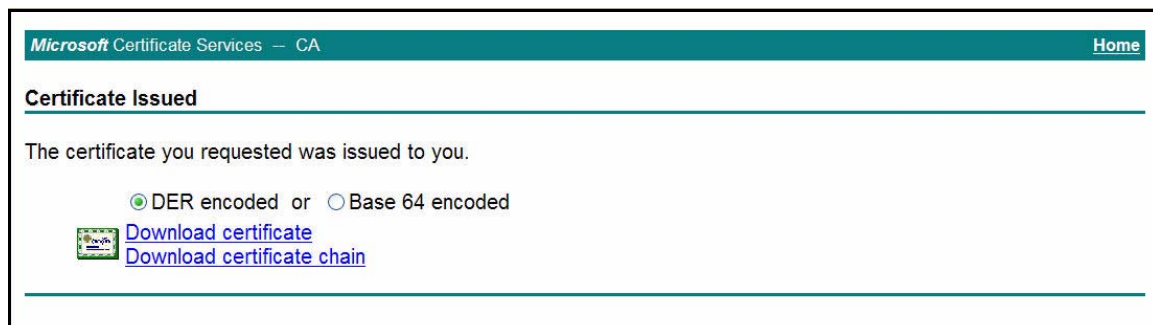 Microsoft Certificate Services -- CA Home
Certificate Issued
The certificate you requested was issued to you.
DER encoded or Base 64 encoded
Download certificate
Download certificate chain